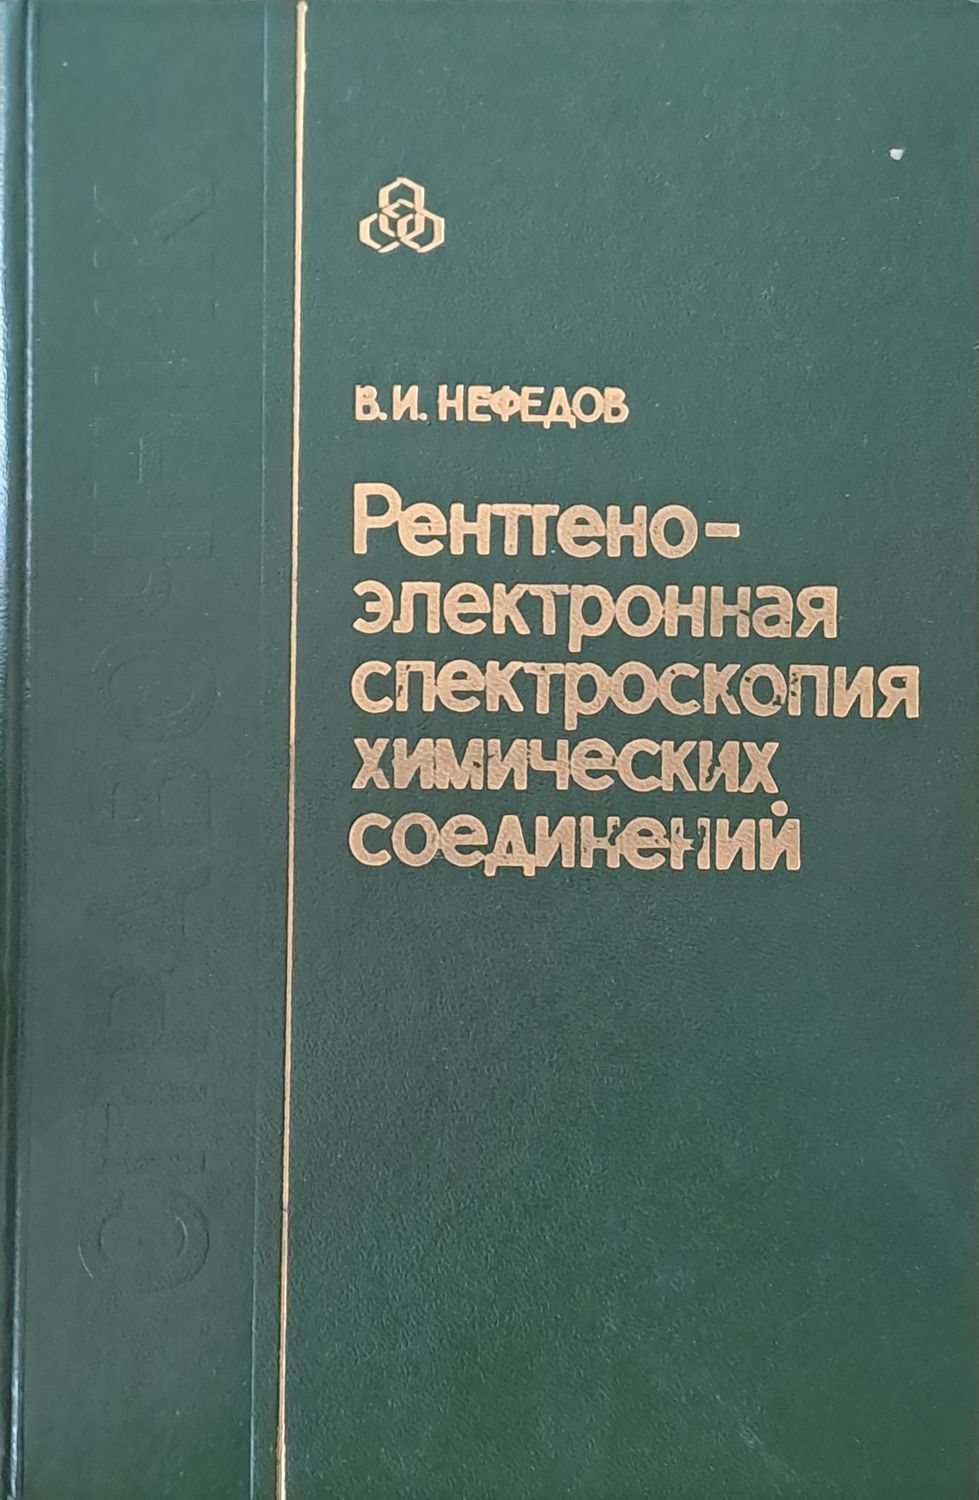 СПРАВОЧНИК
В.И. НЕФЕДОВ
Рентгено-
электронная
спектроскопия
химических
соединений